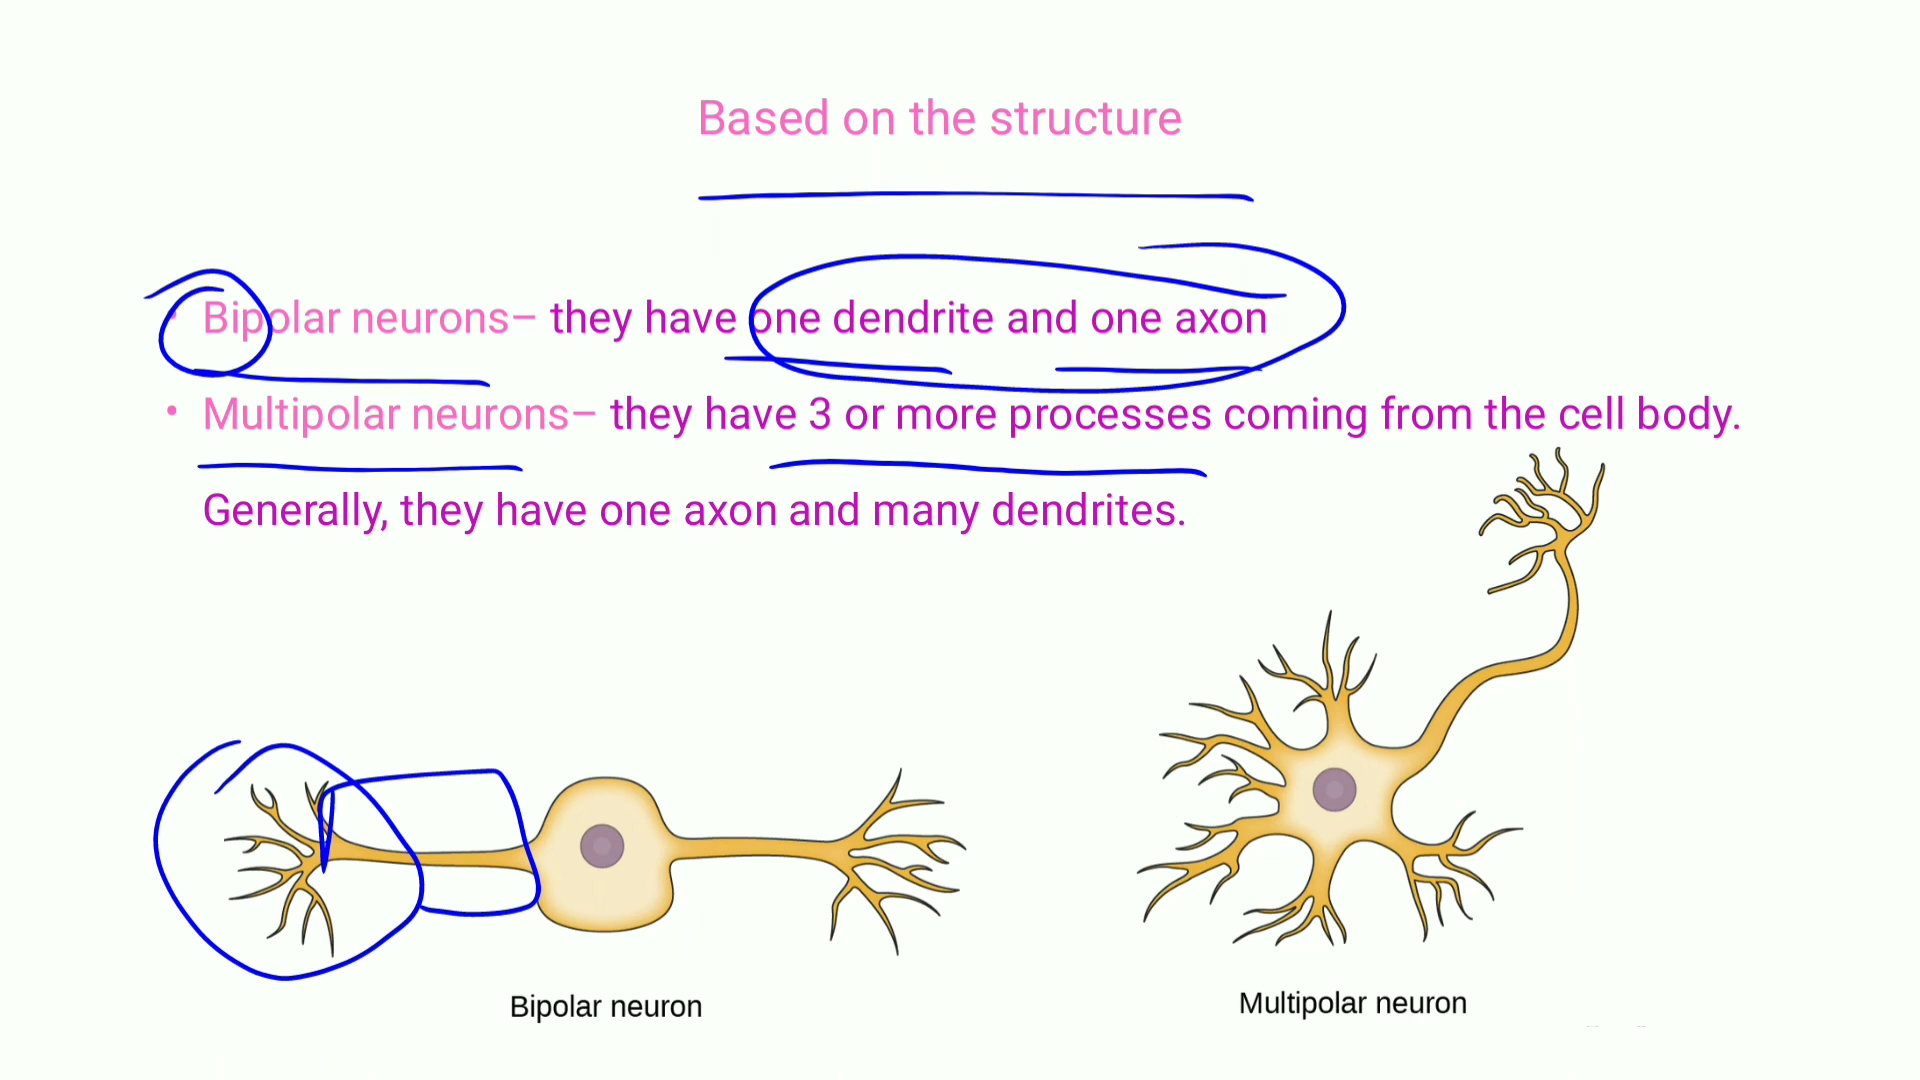 Based on the structure
• Bipolar neurons– they have one dendrite and one axon
• Multipolar neurons– they have 3 or more processes coming from the cell body.
Generally, they have one axon and many dendrites.
Bipolar neuron
Multipolar neuron